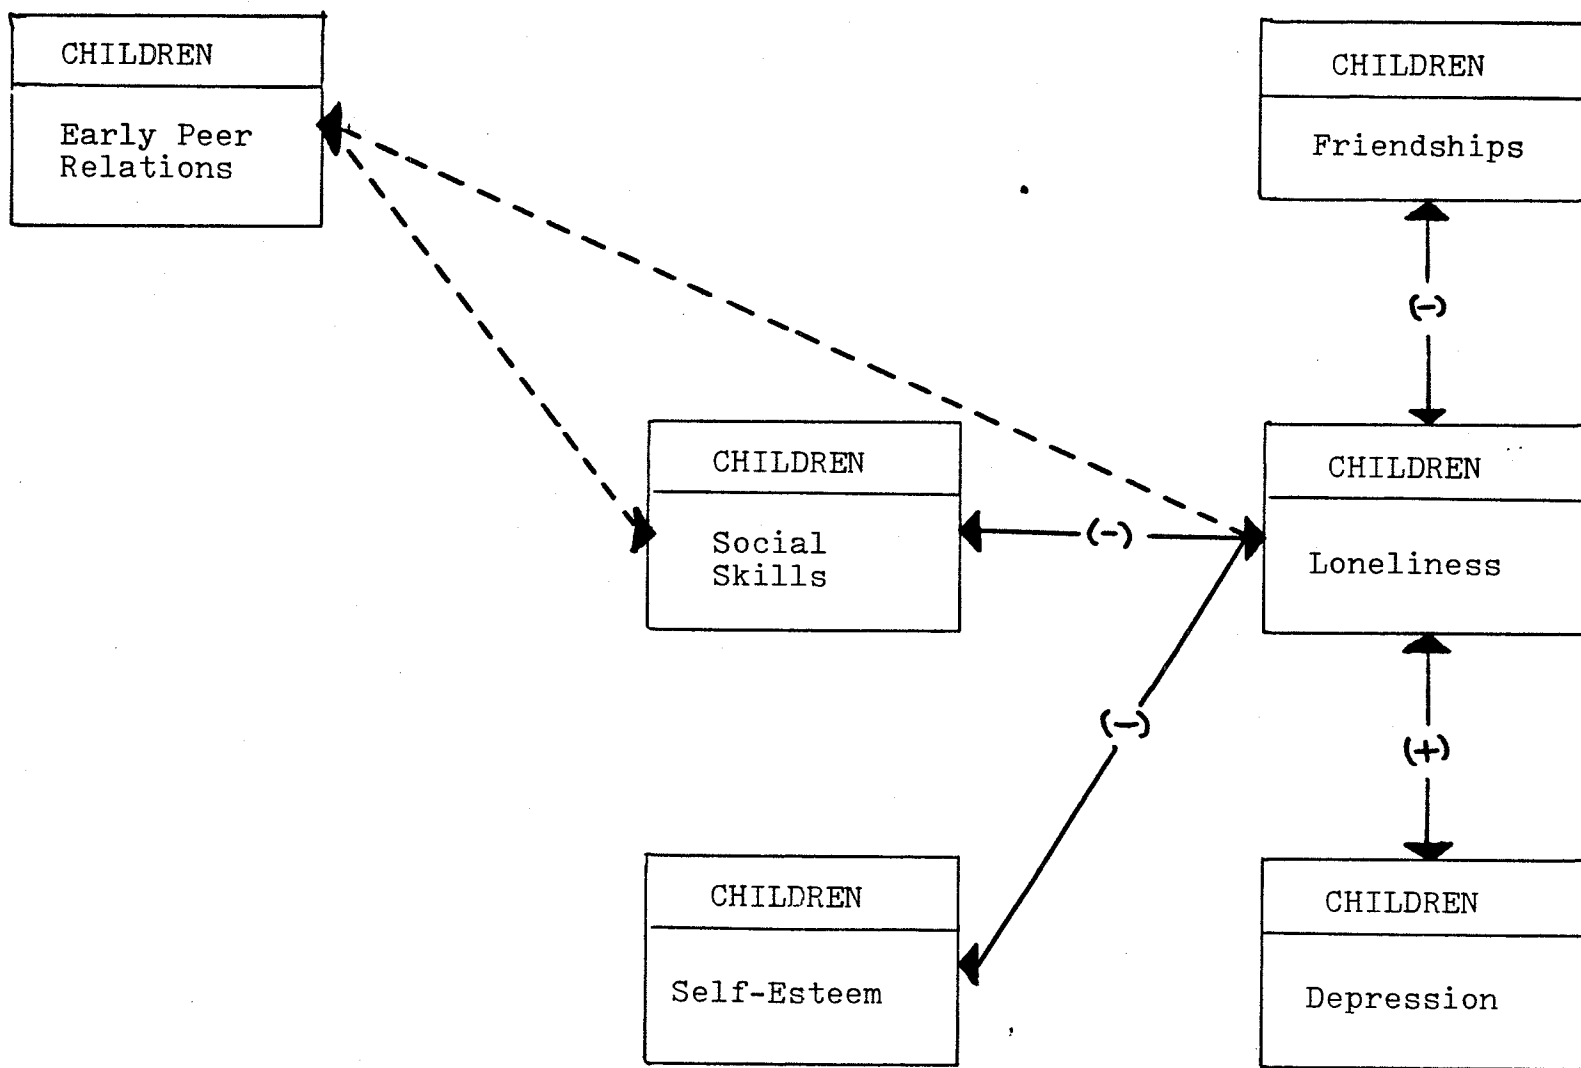 CHILDREN
Early Peer
Relations
CHILDREN
Friendships
(-)
CHILDREN
Social
Skills
(-)
CHILDREN
Loneliness
(-)
(+)
CHILDREN
Self-Esteem
CHILDREN
Depression